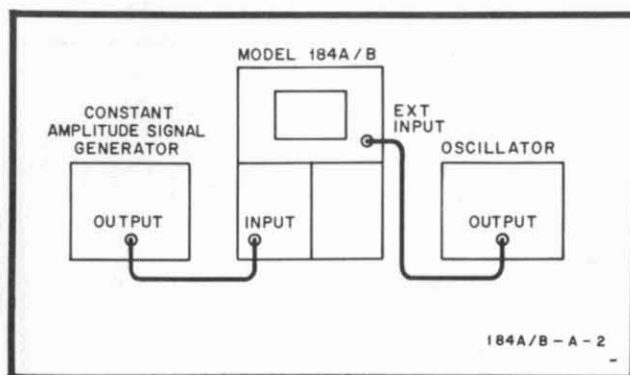 MODEL 184A/B
CONSTANT
AMPLITUDE SIGNAL
GENERATOR
EXT
INPUT
OSCILLATOR
OUTPUT
INPUT
OUTPUT
184A/B-A-2